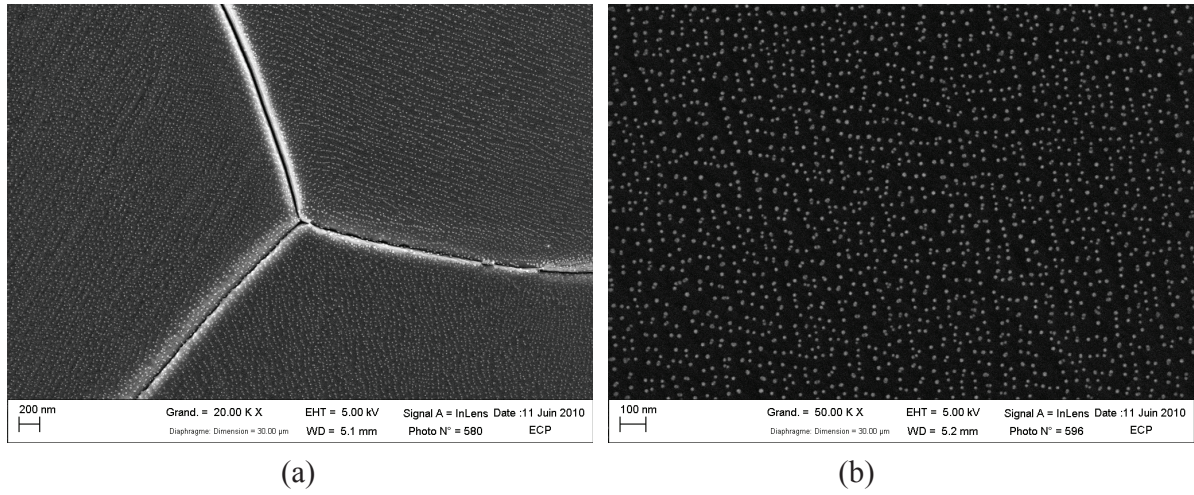 200 nm
Grand. = 20.00 K X EHT = 5.00 kV Signal A = InLens Date :11 Juin 2010
Diaphragme: Dimension = 30.00 µm WD = 5.1 mm Photo N° = 580 ECP
100 nm
Grand. = 50.00 K X EHT = 5.00 kV Signal A = InLens Date :11 Juin 2010
Diaphragme: Dimension = 30.00 µm WD = 5.2 mm Photo N° = 596 ECP
(a) (b)